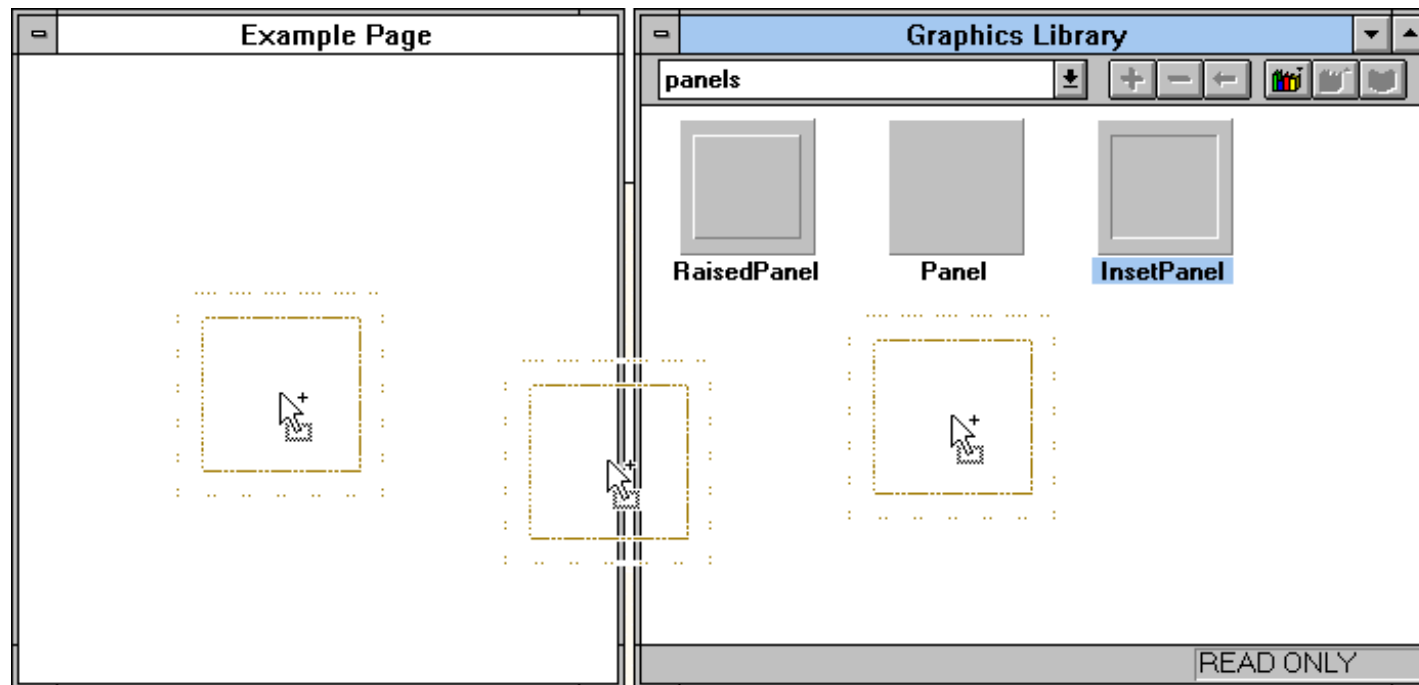 Example Page
Graphics Library
panels
RaisedPanel
Panel
InsetPanel
READ ONLY